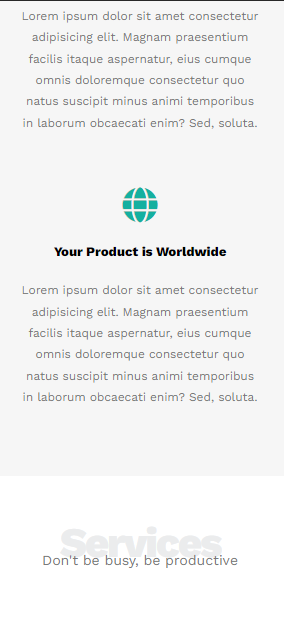 Lorem ipsum dolor sit amet consectetur
adipisicing elit. Magnam praesentium
facilis itaque aspernatur, eius cumque
omnis doloremque consectetur quo
natus suscipit minus animi temporibus
in laborum obcaecati enim? Sed, soluta.
Your Product is Worldwide
Lorem ipsum dolor sit amet consectetur
adipisicing elit. Magnam praesentium
facilis itaque aspernatur, eius cumque
omnis doloremque consectetur quo
natus suscipit minus animi temporibus
in laborum obcaecati enim? Sed, soluta.
Services
Don't be busy, be productive